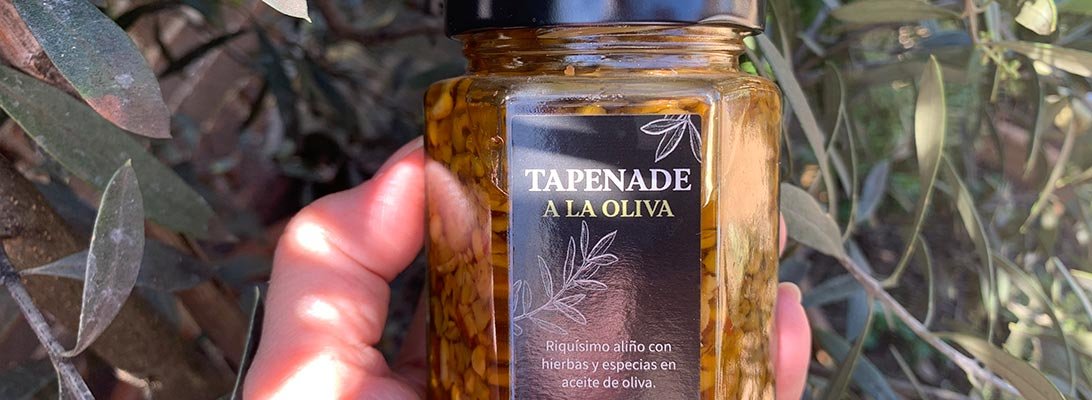 TAPENADE
A LA OLIVA
Riquísimo aliño con
hierbas y especias en
aceite de oliva.